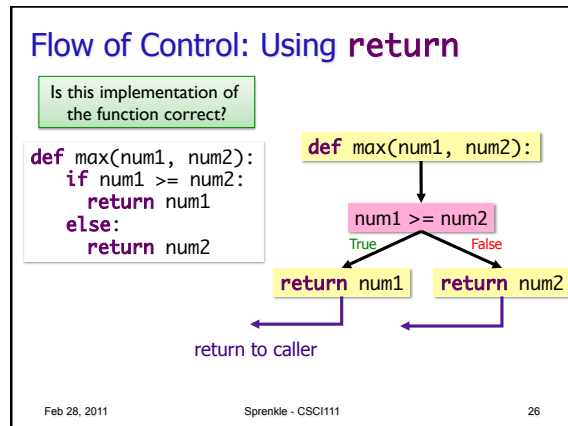 Flow of Control: Using return
Is this implementation of
the function correct?
def max(num1, num2):
if num1 >= num2:
return num1
else:
return num2
def max(num1, num2):
num1 >= num2
True
False
return num1
return num2
return to caller
Feb 28, 2011
Sprenkle - CSCI111
26